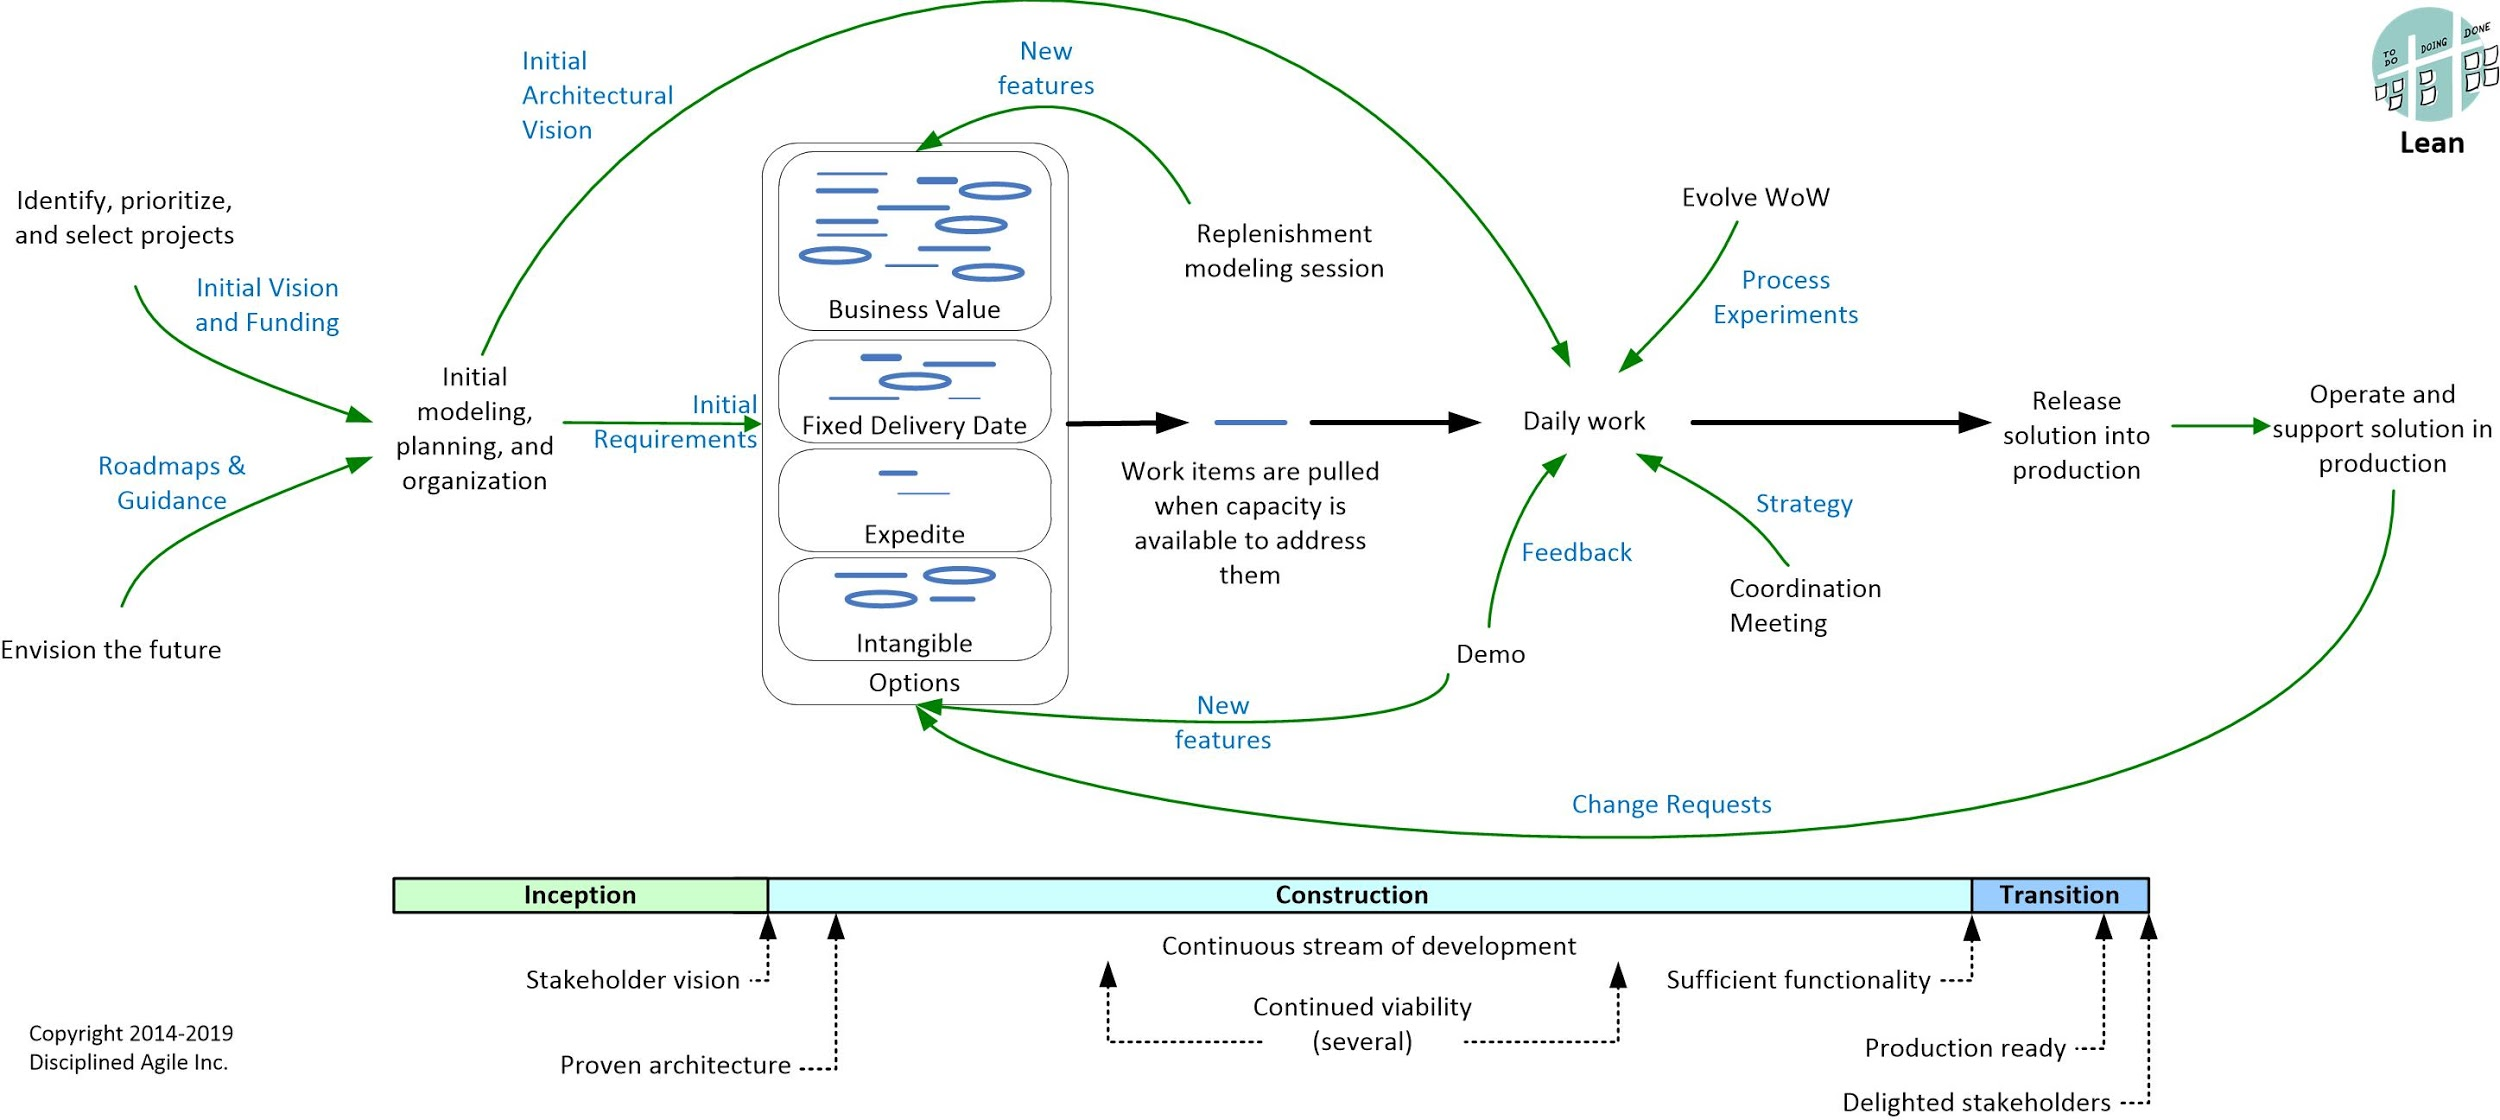 TO
DO
DOING
DONE
Lean
Initial
Architectural
Vision
New
features
Identify, prioritize,
and select projects
Initial Vision
and Funding
Roadmaps &
Guidance
Envision the future
Initial
modeling,
planning, and
organization
Initial
Requirements
Business Value
Fixed Delivery Date
Expedite
Intangible
Options
Replenishment
modeling session
Work items are pulled
when capacity is
available to address
them
Evolve WoW
Process
Experiments
Daily work
Feedback
Demo
Strategy
Coordination
Meeting
New
features
Release
solution into
production
Operate and
support solution in
production
Change Requests
Inception
Construction
Transition
Stakeholder vision
Proven architecture
Continuous stream of development
Continued viability
(several)
Sufficient functionality
Production ready
Delighted stakeholders
Copyright 2014-2019
Disciplined Agile Inc.